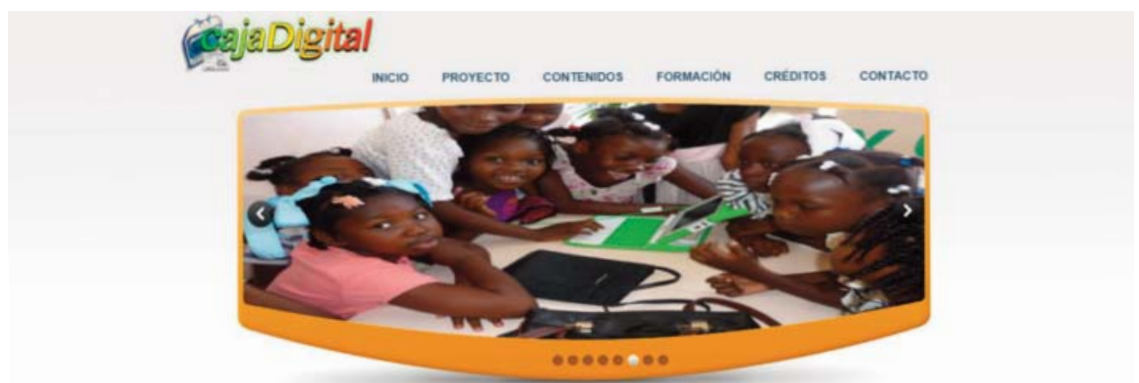 cajaDigital
INICIO PROYECTO CONTENIDOS FORMACIÓN CRÉDITOS CONTACTO